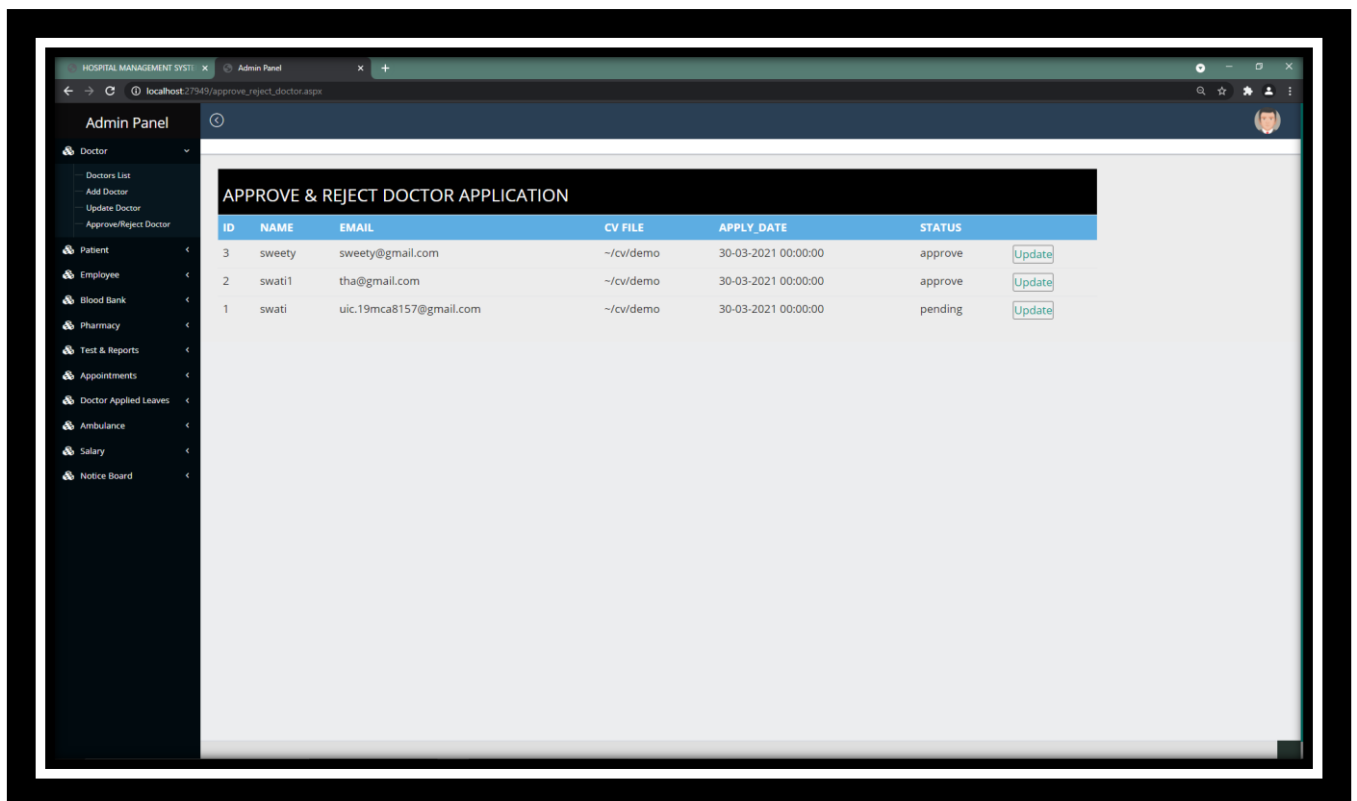 HOSPITAL MANAGEMENT SYSTE
Admin Panel
localhost:27949/approve_reject_doctor.aspx
Admin Panel
Doctor
Doctors List
Add Doctor
Update Doctor
Approve/Reject Doctor
Patient
Employee
Blood Bank
Pharmacy
Test & Reports
Appointments
Doctor Applied Leaves
Ambulance
Salary
Notice Board
APPROVE & REJECT DOCTOR APPLICATION
ID NAME EMAIL CV FILE APPLY_DATE STATUS
3 sweety sweety@gmail.com ~/cv/demo 30-03-2021 00:00:00 approve Update
2 swati1 tha@gmail.com ~/cv/demo 30-03-2021 00:00:00 approve Update
1 swati uic.19mca8157@gmail.com ~/cv/demo 30-03-2021 00:00:00 pending Update